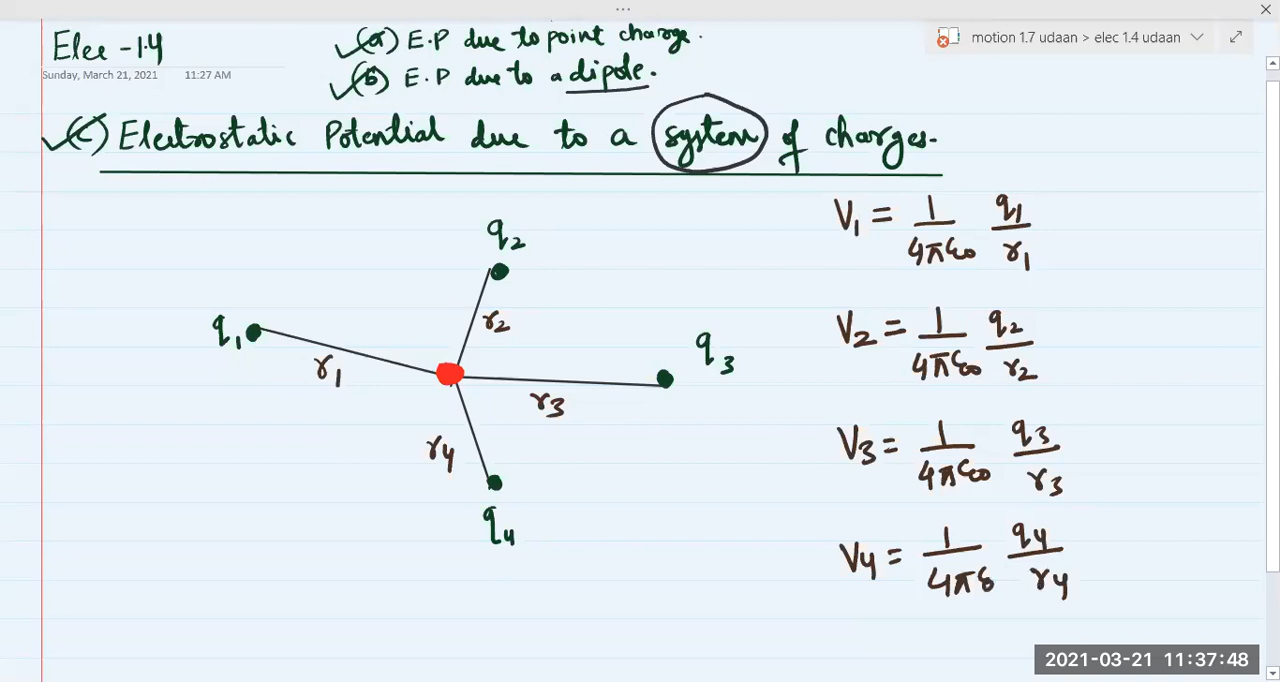 ...
Elec -1.4
(a) E.P due to point charge.
motion 1.7 udaan > elec 1.4 udaan
Sunday, March 21, 2021 11:27 AM
(b) E.P due to a dipole.
(c) Electrostatic Potential due to a system of charges.
q2
V1 = 1/4πε0 q1/r1
q1
r2
V2 = 1/4πε0 q2/r2
r1
q3
r3
V3 = 1/4πε0 q3/r3
r4
q4
V4 = 1/4πε q4/r4
2021-03-21 11:37:48